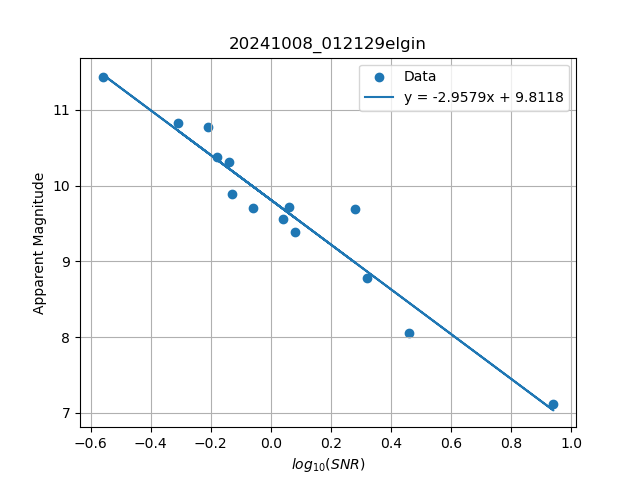 20241008_012129elgin
Data
y = -2.9579x + 9.8118
Apparent Magnitude
11
10
9
8
7
−0.6 −0.4 −0.2 0.0 0.2 0.4 0.6 0.8 1.0
log10(SNR)